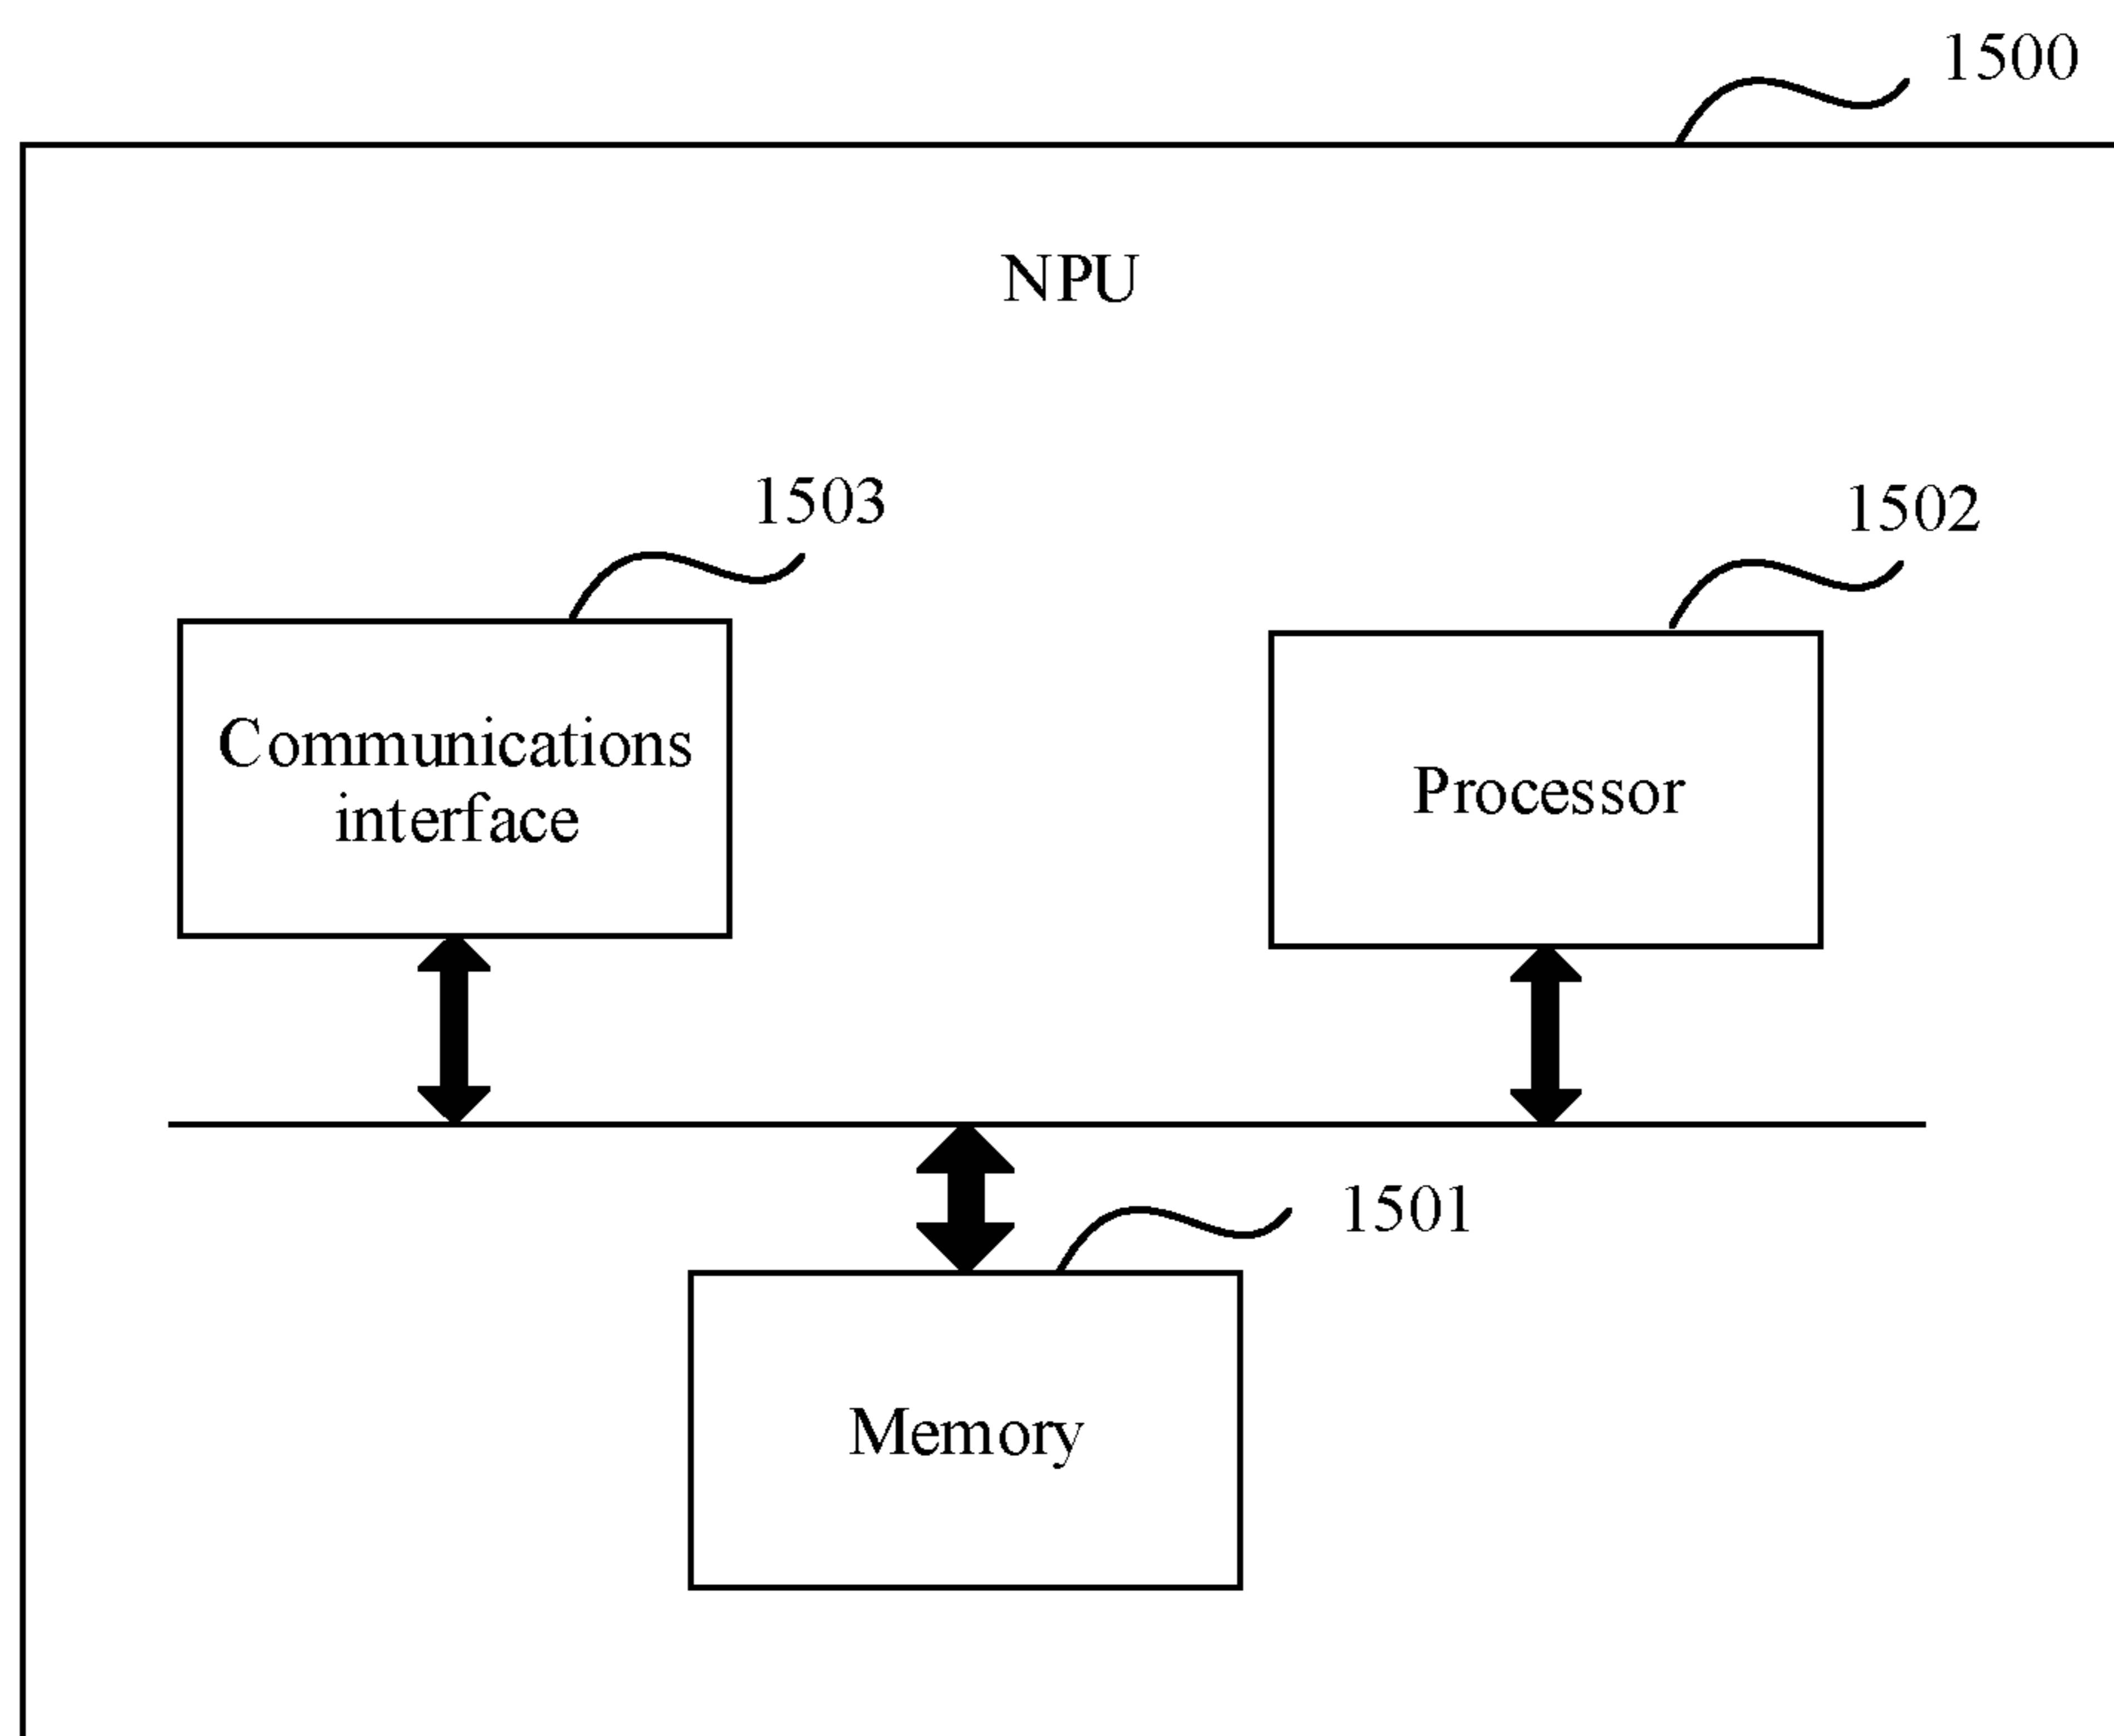 1500
NPU
1503
1502
Communications
interface
Processor
1501
Memory